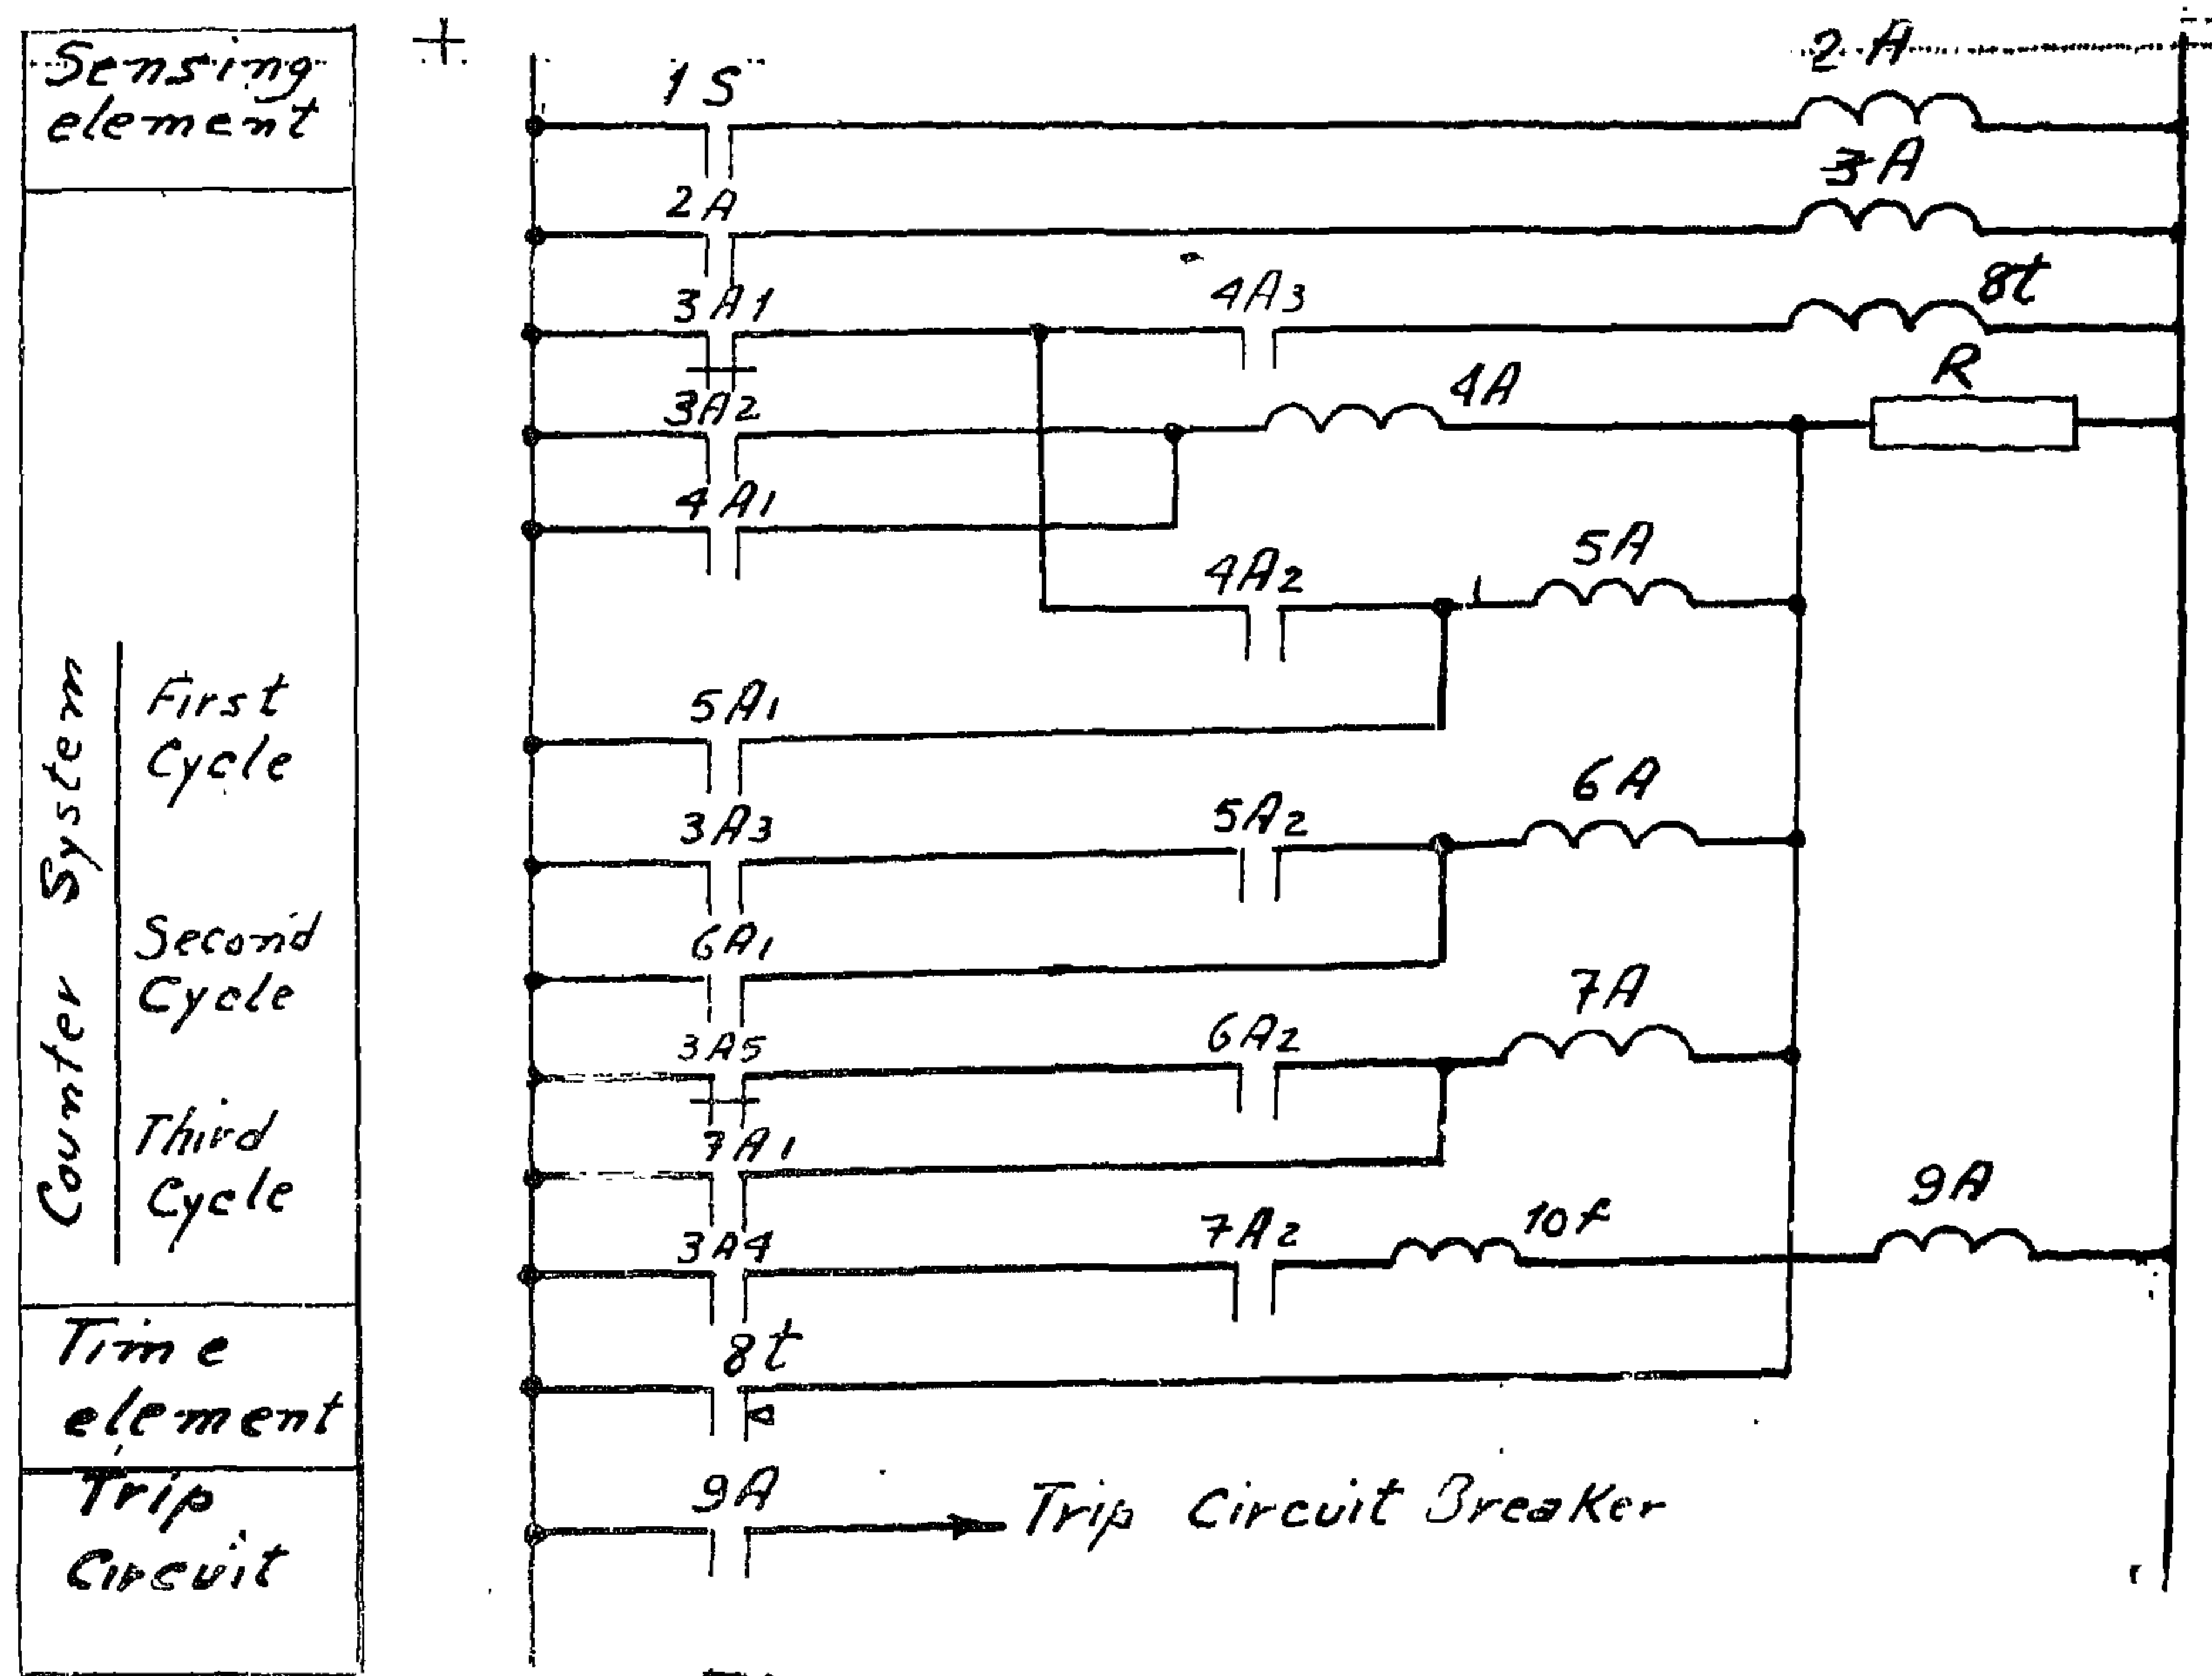 Sensing
element
Counter System
First
Cycle
Second
Cycle
Third
Cycle
Time
element
Trip
Circuit
+
1S
2A
2A
3A
3A1
4A3
8t
3A2
4A
R
4A1
4A2
5A
5A1
3A3
5A2
6A
6A1
3A5
6A2
7A
7A1
3A4
7A2
10f
9A
8t
9A
Trip Circuit Breaker